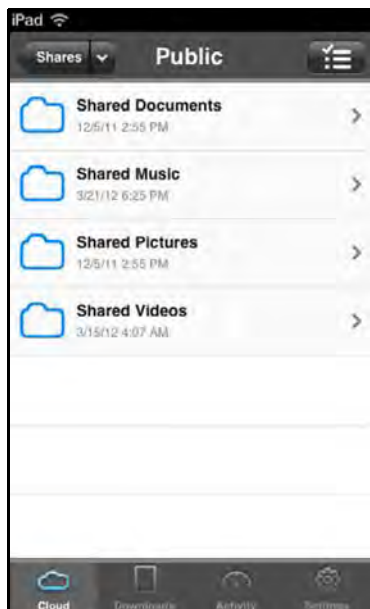 iPad
Shares
Public
Shared Documents
12/5/11 2:55 PM
Shared Music
3/21/12 6:25 PM
Shared Pictures
12/5/11 2:55 PM
Shared Videos
3/15/12 4:07 AM
Cloud
Downloads
Activity
Settings